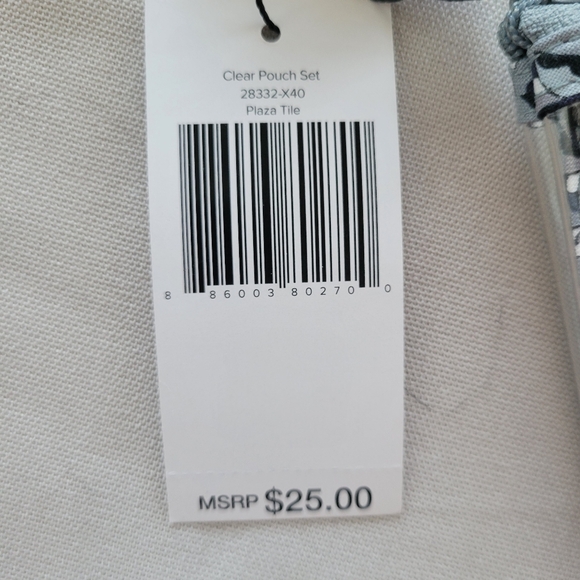 Clear Pouch Set
28332-X40
Plaza Tile
8 86003 80270 0
MSRP $25.00